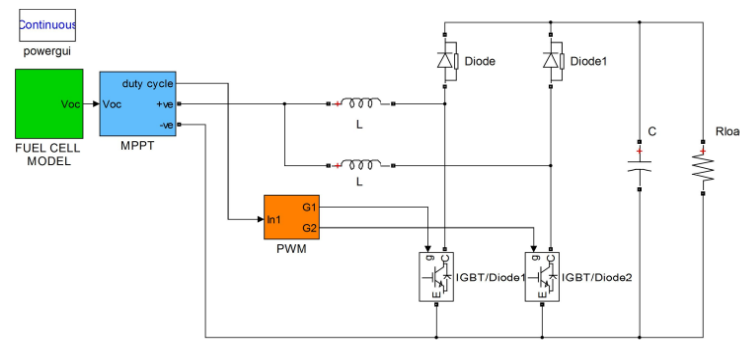 Continuous
powergui
Voc
FUEL CELL
MODEL
Voc
duty cycle
+ve
-ve
MPPT
+
L
+
L
Diode
Diode1
In1
G1
G2
PWM
g
C
E
IGBT/Diode1
g
C
E
IGBT/Diode2
C
+
Rloa
+